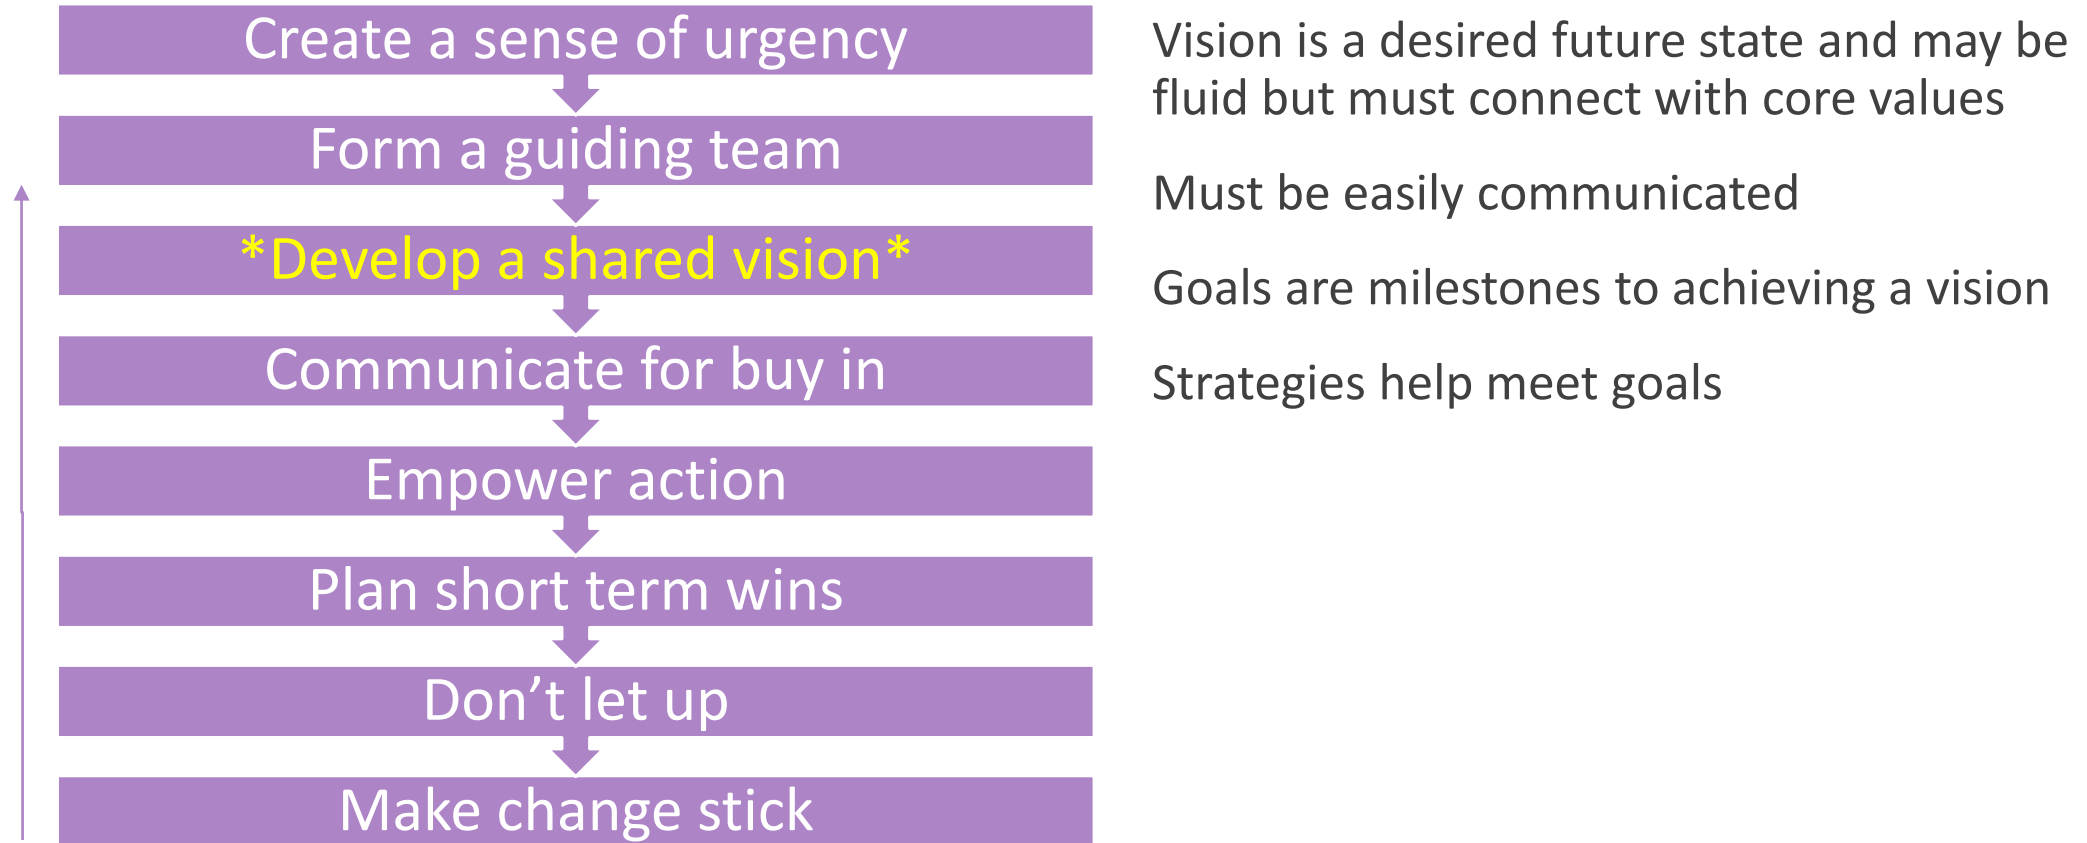 Create a sense of urgency
Form a guiding team
*Develop a shared vision*
Communicate for buy in
Empower action
Plan short term wins
Don’t let up
Make change stick
Vision is a desired future state and may be
fluid but must connect with core values
Must be easily communicated
Goals are milestones to achieving a vision
Strategies help meet goals